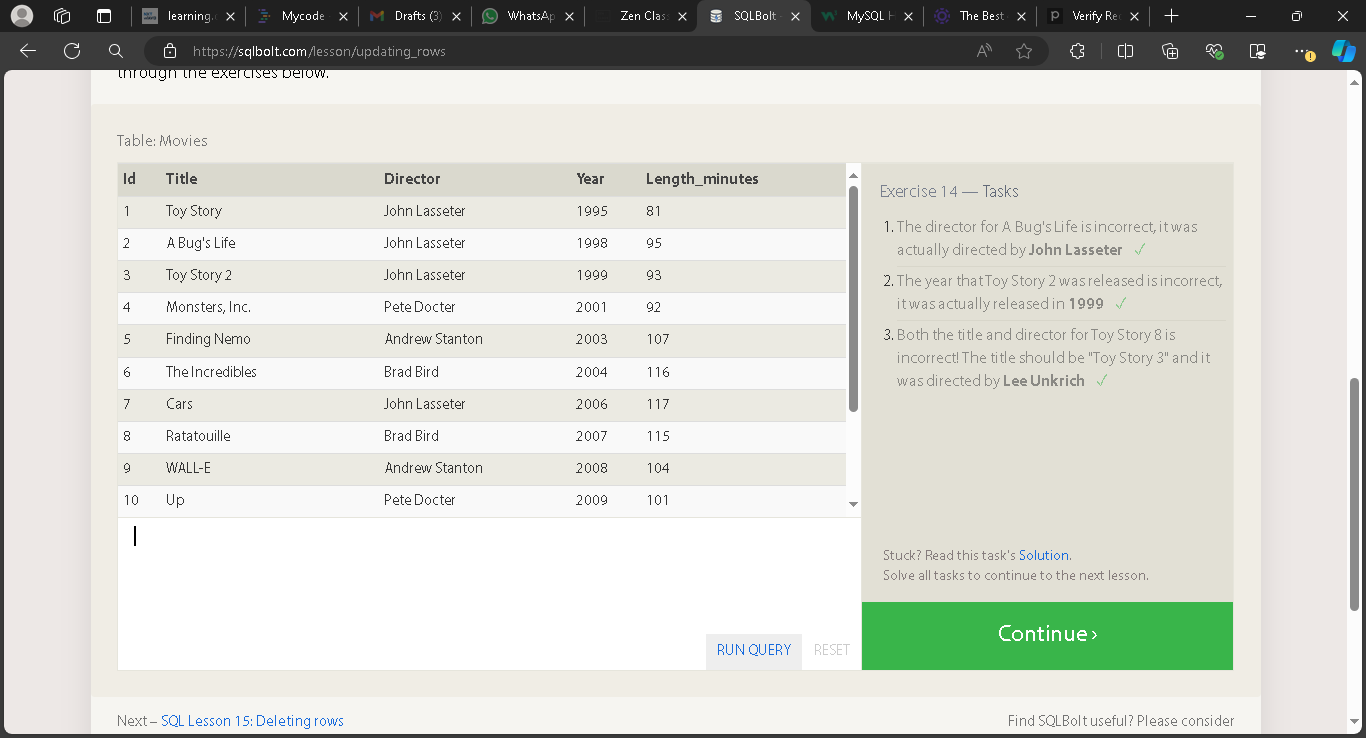 learning.
Mycode
Drafts (3)
WhatsAp
Zen Clas
SQLBolt
MySQL H
The Best
Verify Re
https://sqlbolt.com/lesson/updating_rows
through the exercises below.
Table: Movies
Id Title Director Year Length_minutes
1 Toy Story John Lasseter 1995 81
2 A Bug's Life John Lasseter 1998 95
3 Toy Story 2 John Lasseter 1999 93
4 Monsters, Inc. Pete Docter 2001 92
5 Finding Nemo Andrew Stanton 2003 107
6 The Incredibles Brad Bird 2004 116
7 Cars John Lasseter 2006 117
8 Ratatouille Brad Bird 2007 115
9 WALL-E Andrew Stanton 2008 104
10 Up Pete Docter 2009 101
RUN QUERY RESET
Exercise 14 — Tasks
1. The director for A Bug's Life is incorrect, it was
actually directed by John Lasseter ✓
2. The year that Toy Story 2 was released is incorrect,
it was actually released in 1999 ✓
3. Both the title and director for Toy Story 8 is
incorrect! The title should be "Toy Story 3" and it
was directed by Lee Unkrich ✓
Stuck? Read this task's Solution.
Solve all tasks to continue to the next lesson.
Continue ›
Next – SQL Lesson 15: Deleting rows
Find SQLBolt useful? Please consider